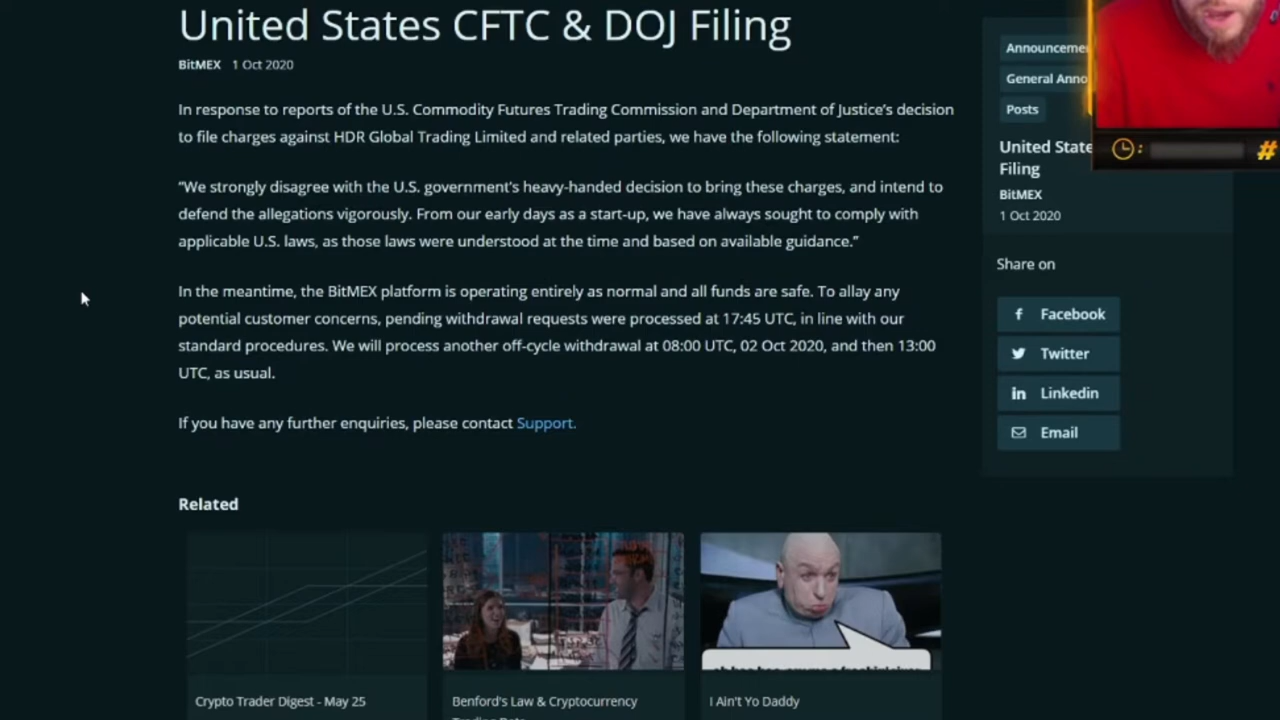 United States CFTC & DOJ Filing
BitMEX 1 Oct 2020
In response to reports of the U.S. Commodity Futures Trading Commission and Department of Justice's decision
to file charges against HDR Global Trading Limited and related parties, we have the following statement:
"We strongly disagree with the U.S. government's heavy-handed decision to bring these charges, and intend to
defend the allegations vigorously. From our early days as a start-up, we have always sought to comply with
applicable U.S. laws, as those laws were understood at the time and based on available guidance."
In the meantime, the BitMEX platform is operating entirely as normal and all funds are safe. To allay any
potential customer concerns, pending withdrawal requests were processed at 17:45 UTC, in line with our
standard procedures. We will process another off-cycle withdrawal at 08:00 UTC, 02 Oct 2020, and then 13:00
UTC, as usual.
If you have any further enquiries, please contact Support.
Related
Crypto Trader Digest - May 25
Benford's Law & Cryptocurrency
I Ain't Yo Daddy
Announceme
General Anno
Posts
United State
Filing
BitMEX
1 Oct 2020
Share on
Facebook
Twitter
Linkedin
Email
: #